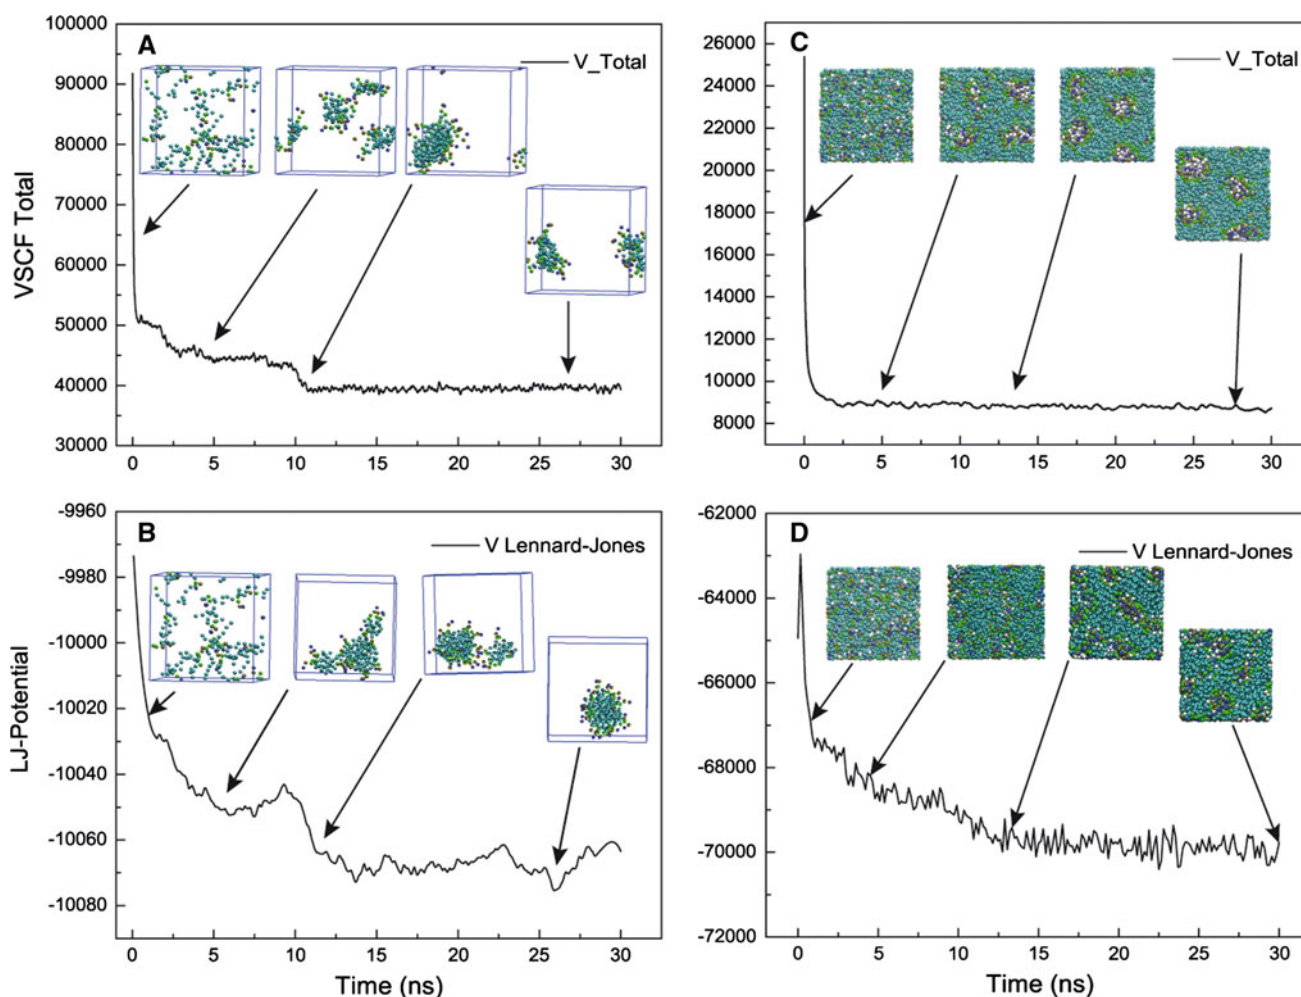 A
V_Total
VSCF Total
100000
90000
80000
70000
60000
50000
40000
30000
0 5 10 15 20 25 30
C
V_Total
26000
24000
22000
20000
18000
16000
14000
12000
10000
8000
0 5 10 15 20 25 30
B
V Lennard-Jones
LJ-Potential
-9960
-9980
-10000
-10020
-10040
-10060
-10080
0 5 10 15 20 25 30
Time (ns)
D
V Lennard-Jones
-62000
-64000
-66000
-68000
-70000
-72000
0 5 10 15 20 25 30
Time (ns)